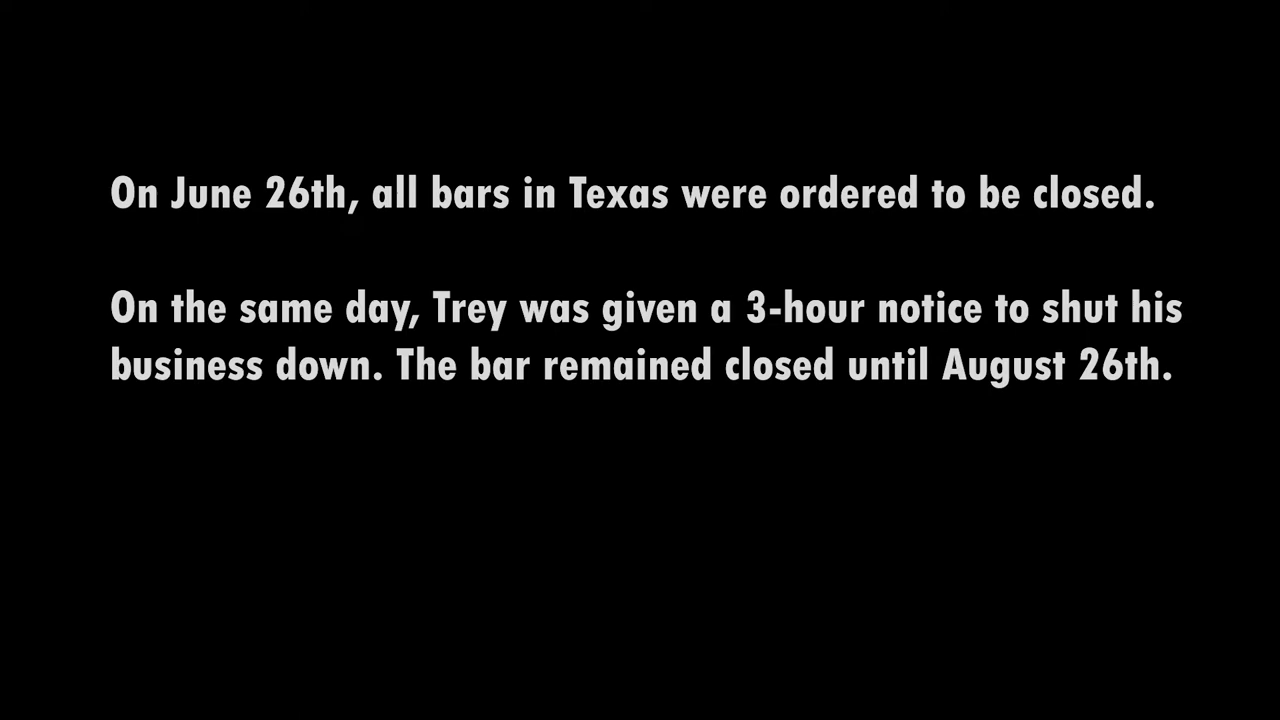 On June 26th, all bars in Texas were ordered to be closed.
On the same day, Trey was given a 3-hour notice to shut his
business down. The bar remained closed until August 26th.